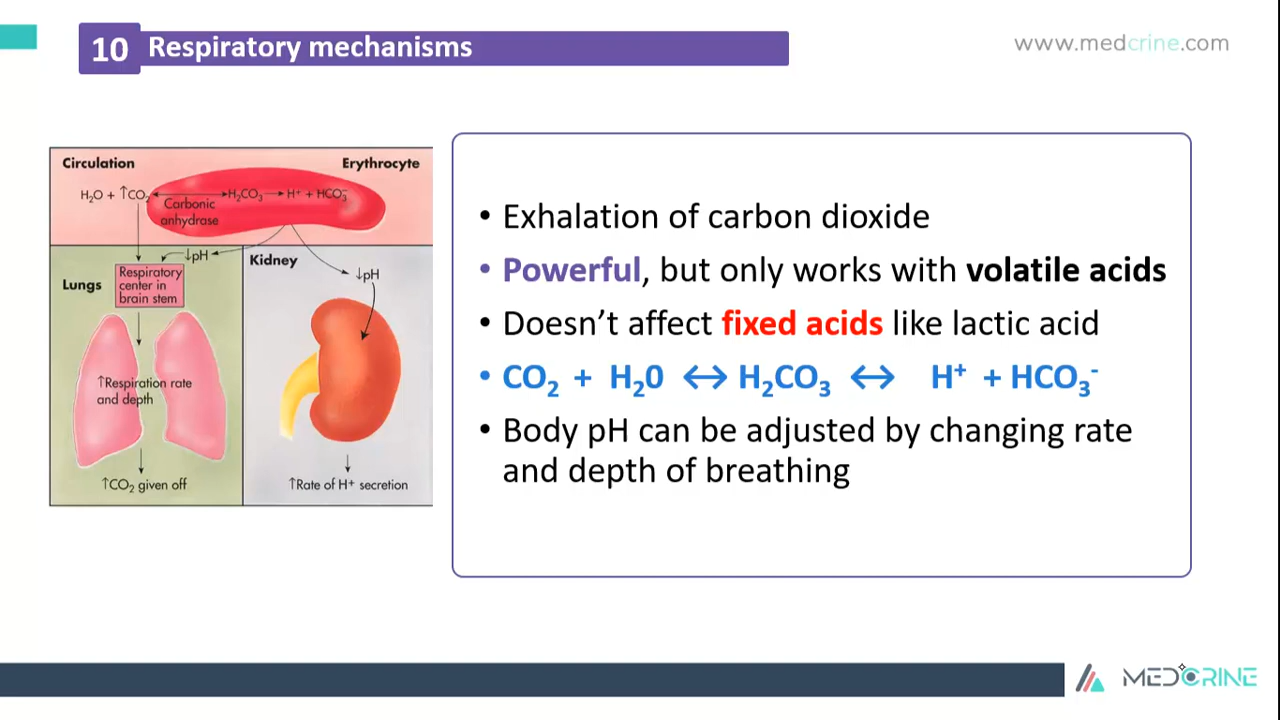 10 Respiratory mechanisms
www.medcrine.com
Circulation
Erythrocyte
H₂O + ↑CO₂ H₂CO₃ → H⁺ + HCO₃⁻
Carbonic
anhydrase
↓pH
Respiratory
center in
brain stem
Lungs
↑Respiration rate
and depth
↑CO₂ given off
Kidney
↓pH
↑Rate of H⁺ secretion
• Exhalation of carbon dioxide
• Powerful, but only works with volatile acids
• Doesn’t affect fixed acids like lactic acid
• CO₂ + H₂0 ↔ H₂CO₃ ↔ H⁺ + HCO₃⁻
• Body pH can be adjusted by changing rate
and depth of breathing
MEDCRINE